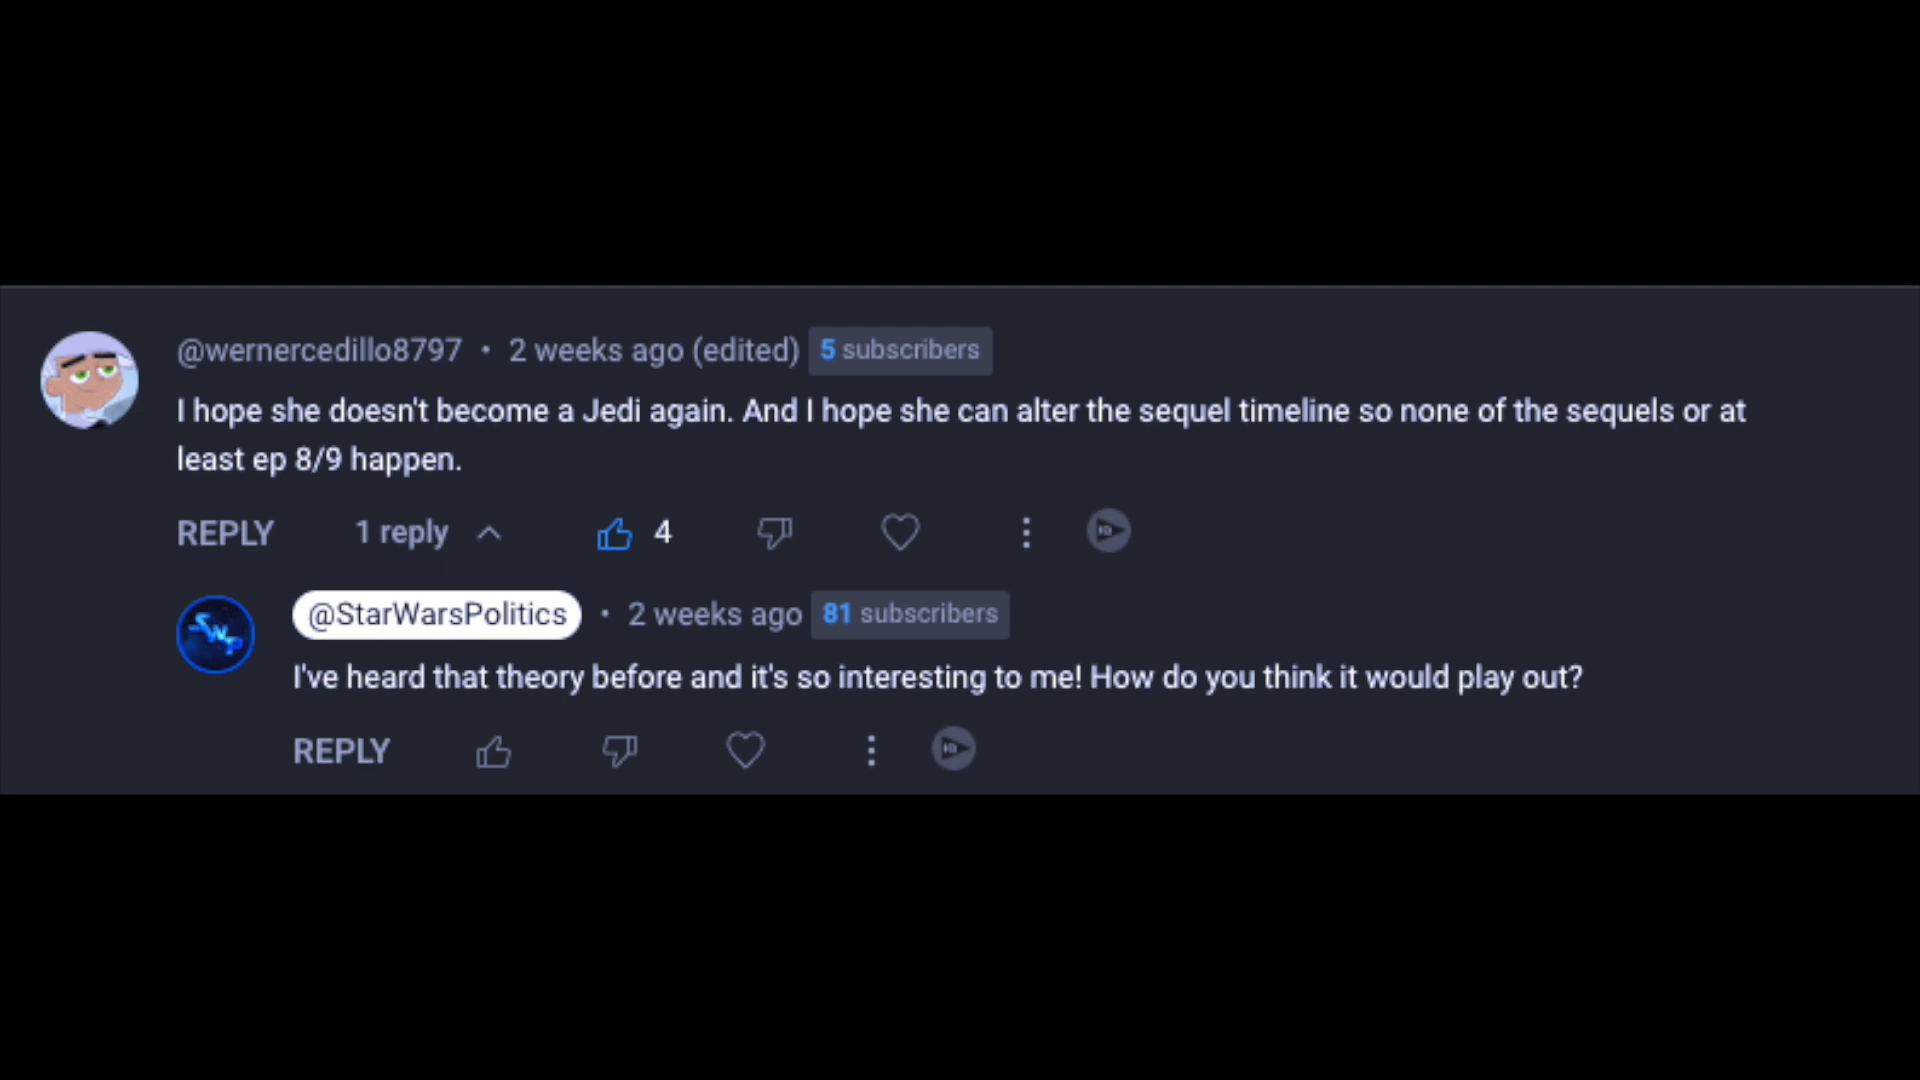 @wernercedillo8797 • 2 weeks ago (edited) 5 subscribers
I hope she doesn't become a Jedi again. And I hope she can alter the sequel timeline so none of the sequels or at
least ep 8/9 happen.
REPLY 1 reply 4
SWP
@StarWarsPolitics • 2 weeks ago 81 subscribers
I've heard that theory before and it's so interesting to me! How do you think it would play out?
REPLY